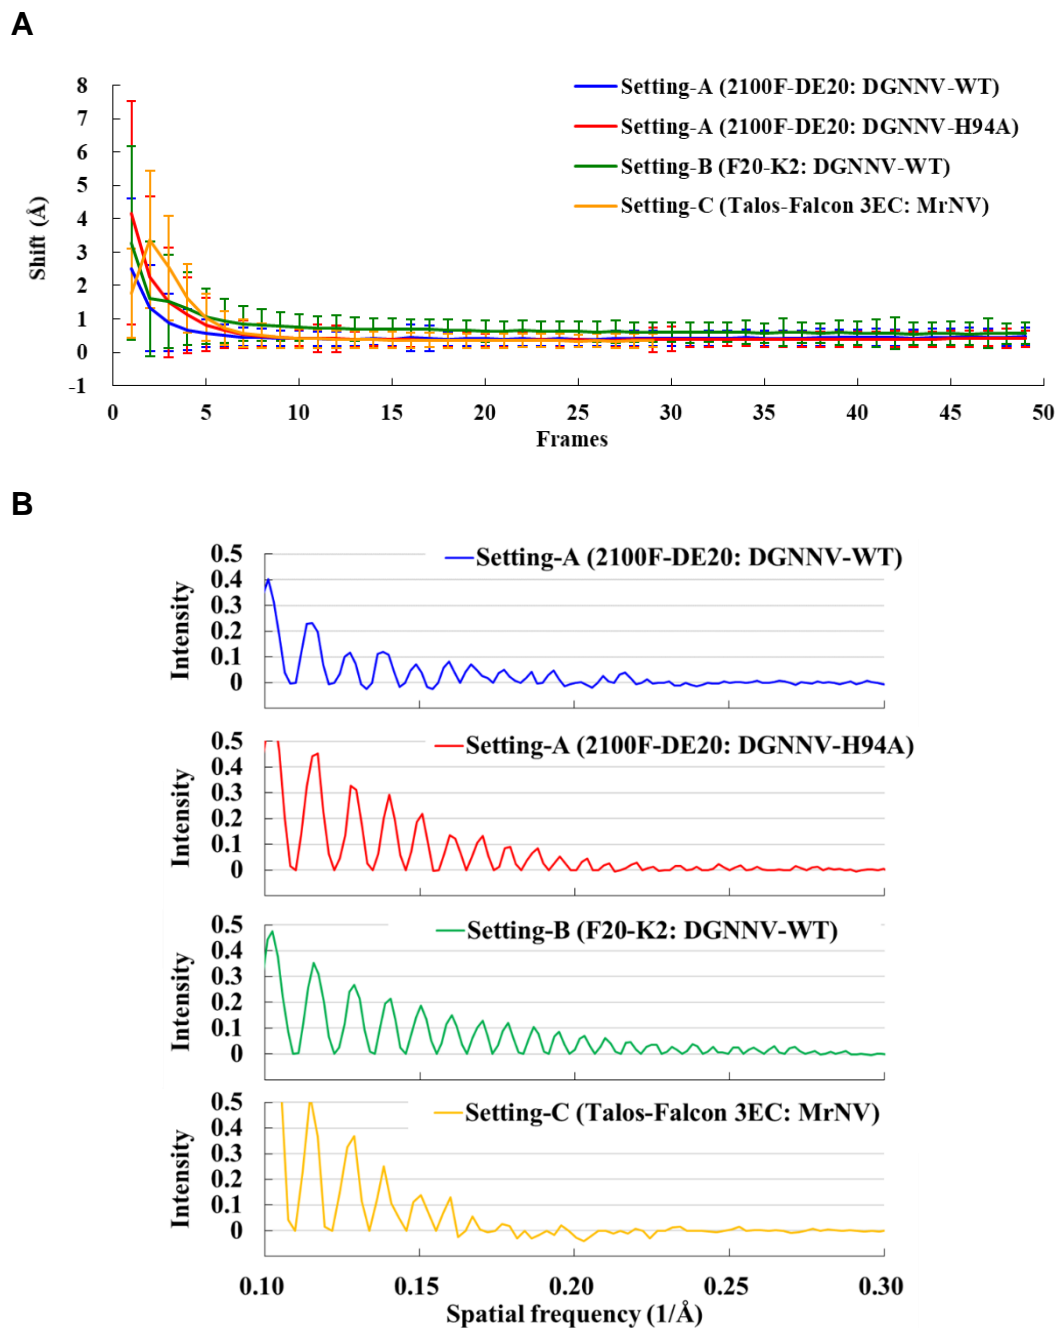 A
8
7
6
5
4
3
2
1
0
-1
Shift (Å)
Setting-A (2100F-DE20: DGNNV-WT)
Setting-A (2100F-DE20: DGNNV-H94A)
Setting-B (F20-K2: DGNNV-WT)
Setting-C (Talos-Falcon 3EC: MrNV)
0 5 10 15 20 25 30 35 40 45 50
Frames
B
Setting-A (2100F-DE20: DGNNV-WT)
0.5
0.4
0.3
0.2
0.1
0
Intensity
Setting-A (2100F-DE20: DGNNV-H94A)
0.5
0.4
0.3
0.2
0.1
0
Intensity
Setting-B (F20-K2: DGNNV-WT)
0.5
0.4
0.3
0.2
0.1
0
Intensity
Setting-C (Talos-Falcon 3EC: MrNV)
0.5
0.4
0.3
0.2
0.1
0
Intensity
0.10 0.15 0.20 0.25 0.30
Spatial frequency (1/Å)